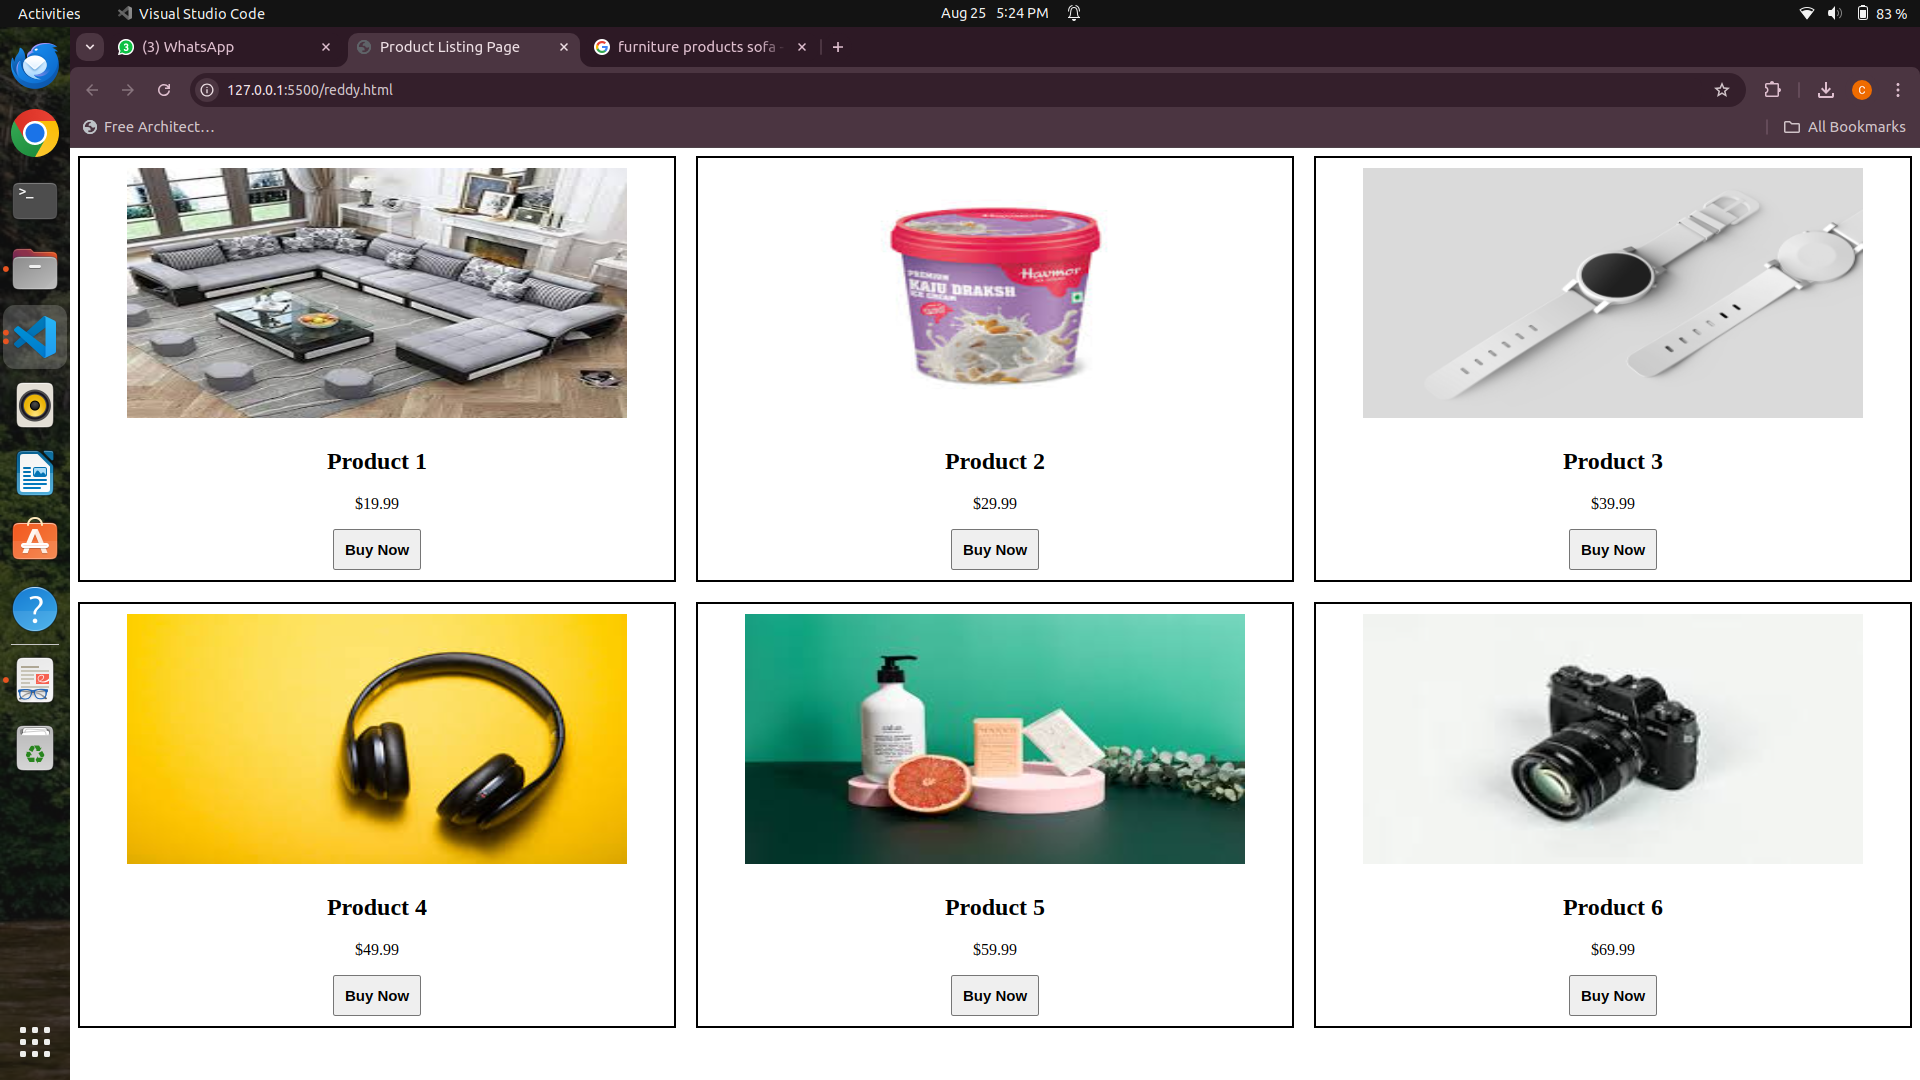 Activities
Visual Studio Code
Aug 25 5:24 PM
83 %
(3) WhatsApp
Product Listing Page
furniture products sofa
127.0.0.1:5500/reddy.html
C
Free Architect…
All Bookmarks
PREMIUM
KAJU DRAKSH
ICE CREAM
Havmor
Product 1
Product 2
Product 3
$19.99
$29.99
$39.99
Buy Now
Buy Now
Buy Now
Product 4
Product 5
Product 6
$49.99
$59.99
$69.99
Buy Now
Buy Now
Buy Now